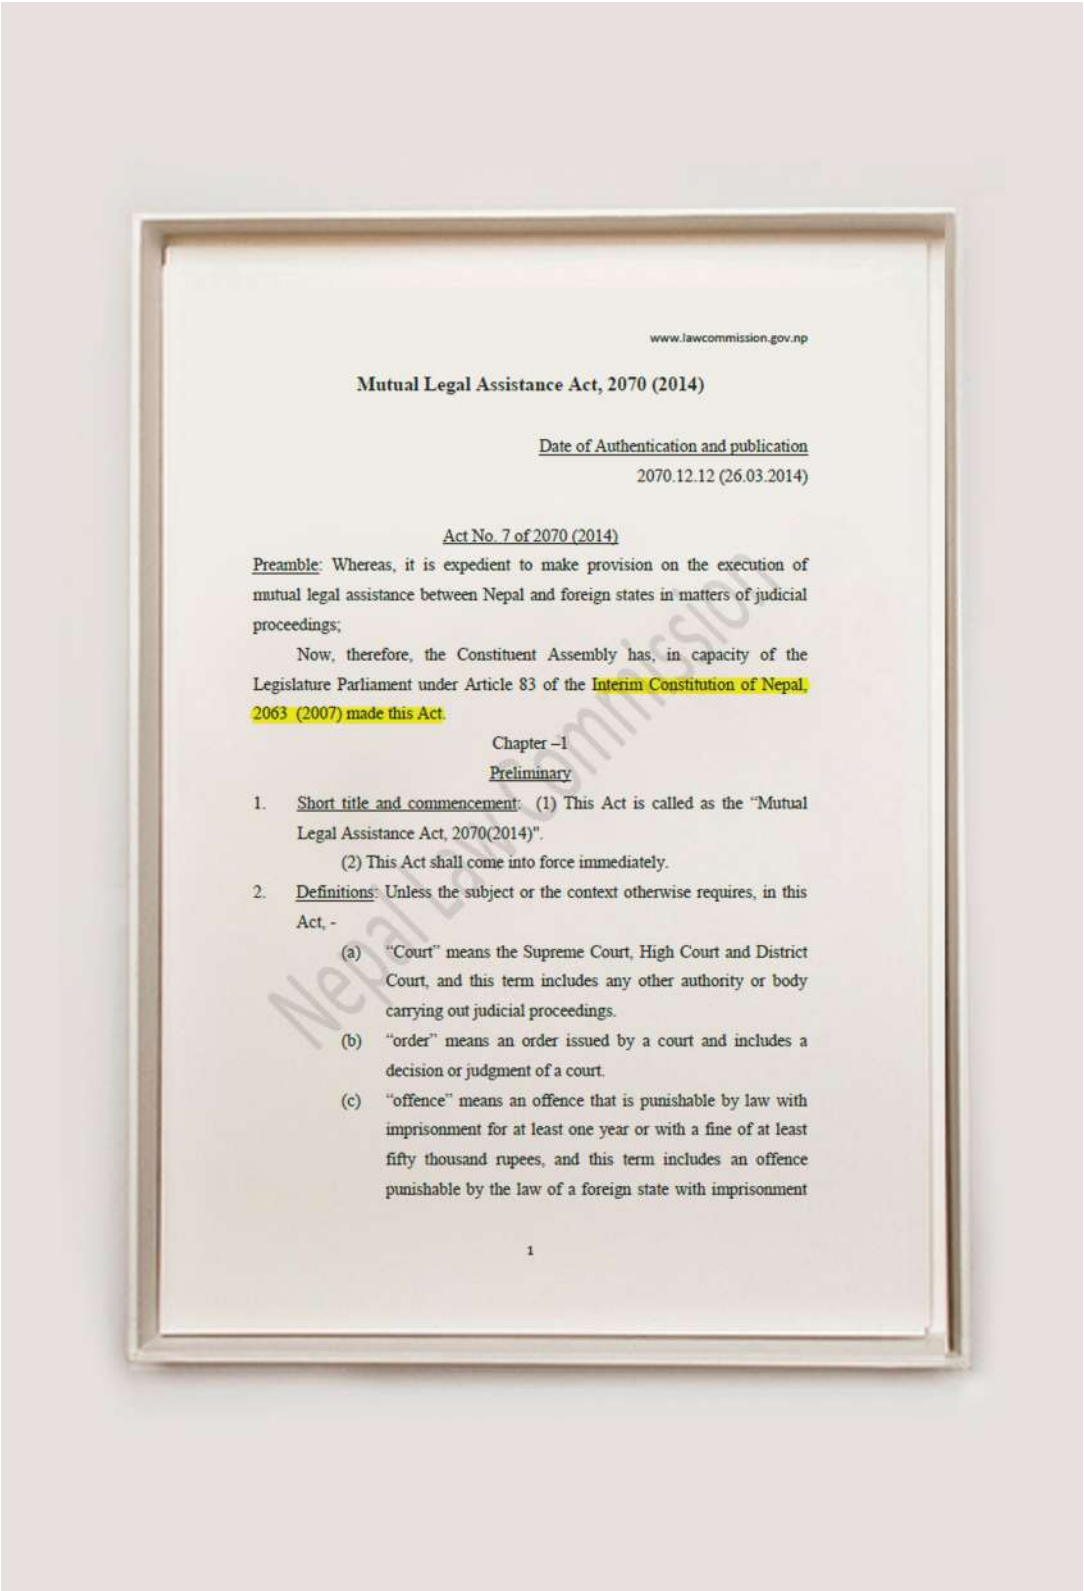 www.lawcommission.gov.np
Mutual Legal Assistance Act, 2070 (2014)
Date of Authentication and publication
2070.12.12 (26.03.2014)
Act No. 7 of 2070 (2014)
Preamble: Whereas, it is expedient to make provision on the execution of
mutual legal assistance between Nepal and foreign states in matters of judicial
proceedings;
Now, therefore, the Constituent Assembly has, in capacity of the
Legislature Parliament under Article 83 of the Interim Constitution of Nepal,
2063 (2007) made this Act.
Chapter –1
Preliminary
1. Short title and commencement: (1) This Act is called as the “Mutual
Legal Assistance Act, 2070(2014)".
(2) This Act shall come into force immediately.
2. Definitions: Unless the subject or the context otherwise requires, in this
Act, -
(a) “Court” means the Supreme Court, High Court and District
Court, and this term includes any other authority or body
carrying out judicial proceedings.
(b) “order” means an order issued by a court and includes a
decision or judgment of a court.
(c) “offence” means an offence that is punishable by law with
imprisonment for at least one year or with a fine of at least
fifty thousand rupees, and this term includes an offence
punishable by the law of a foreign state with imprisonment
1
Nepal Law Commission